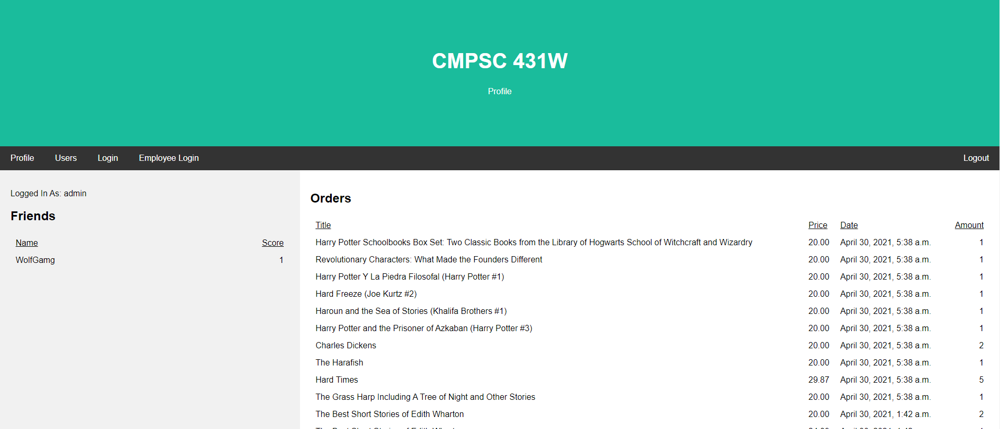 CMPSC 431W
Profile
Profile Users Login Employee Login Logout
Logged In As: admin
Friends
Name Score
WolfGamg 1
Orders
Title Price Date Amount
Harry Potter Schoolbooks Box Set: Two Classic Books from the Library of Hogwarts School of Witchcraft and Wizardry 20.00 April 30, 2021, 5:38 a.m. 1
Revolutionary Characters: What Made the Founders Different 20.00 April 30, 2021, 5:38 a.m. 1
Harry Potter Y La Piedra Filosofal (Harry Potter #1) 20.00 April 30, 2021, 5:38 a.m. 1
Hard Freeze (Joe Kurtz #2) 20.00 April 30, 2021, 5:38 a.m. 1
Haroun and the Sea of Stories (Khalifa Brothers #1) 20.00 April 30, 2021, 5:38 a.m. 1
Harry Potter and the Prisoner of Azkaban (Harry Potter #3) 20.00 April 30, 2021, 5:38 a.m. 1
Charles Dickens 20.00 April 30, 2021, 5:38 a.m. 2
The Harafish 20.00 April 30, 2021, 5:38 a.m. 1
Hard Times 29.87 April 30, 2021, 5:38 a.m. 5
The Grass Harp Including A Tree of Night and Other Stories 20.00 April 30, 2021, 5:38 a.m. 1
The Best Short Stories of Edith Wharton 20.00 April 30, 2021, 1:42 a.m. 2